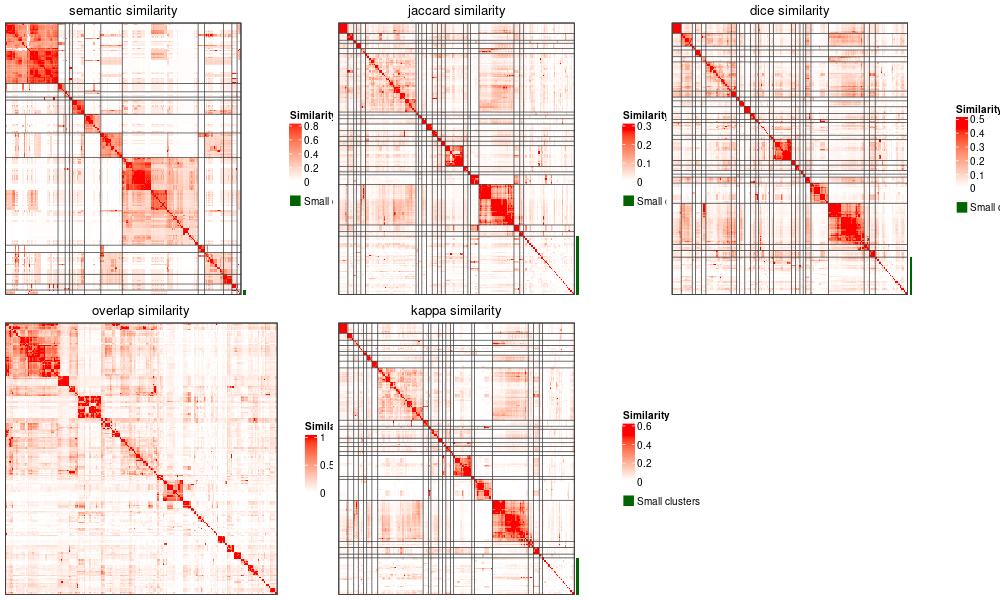 semantic similarity
Similarity
0.8
0.6
0.4
0.2
0
Small
jaccard similarity
Similarity
0.3
0.2
0.1
0
Small
dice similarity
Similarity
0.5
0.4
0.3
0.2
0.1
0
Small
overlap similarity
Simila
1
0.5
0
kappa similarity
Similarity
0.6
0.4
0.2
0
Small clusters